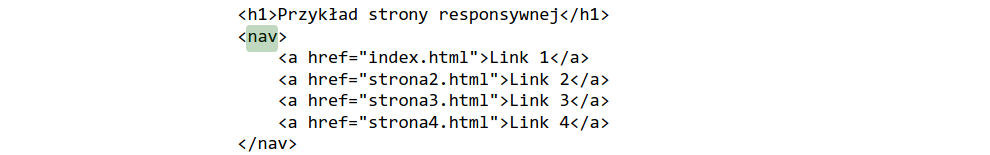 <h1>Przykład strony responsywnej</h1>
<nav>
<a href="index.html">Link 1</a>
<a href="strona2.html">Link 2</a>
<a href="strona3.html">Link 3</a>
<a href="strona4.html">Link 4</a>
</nav>